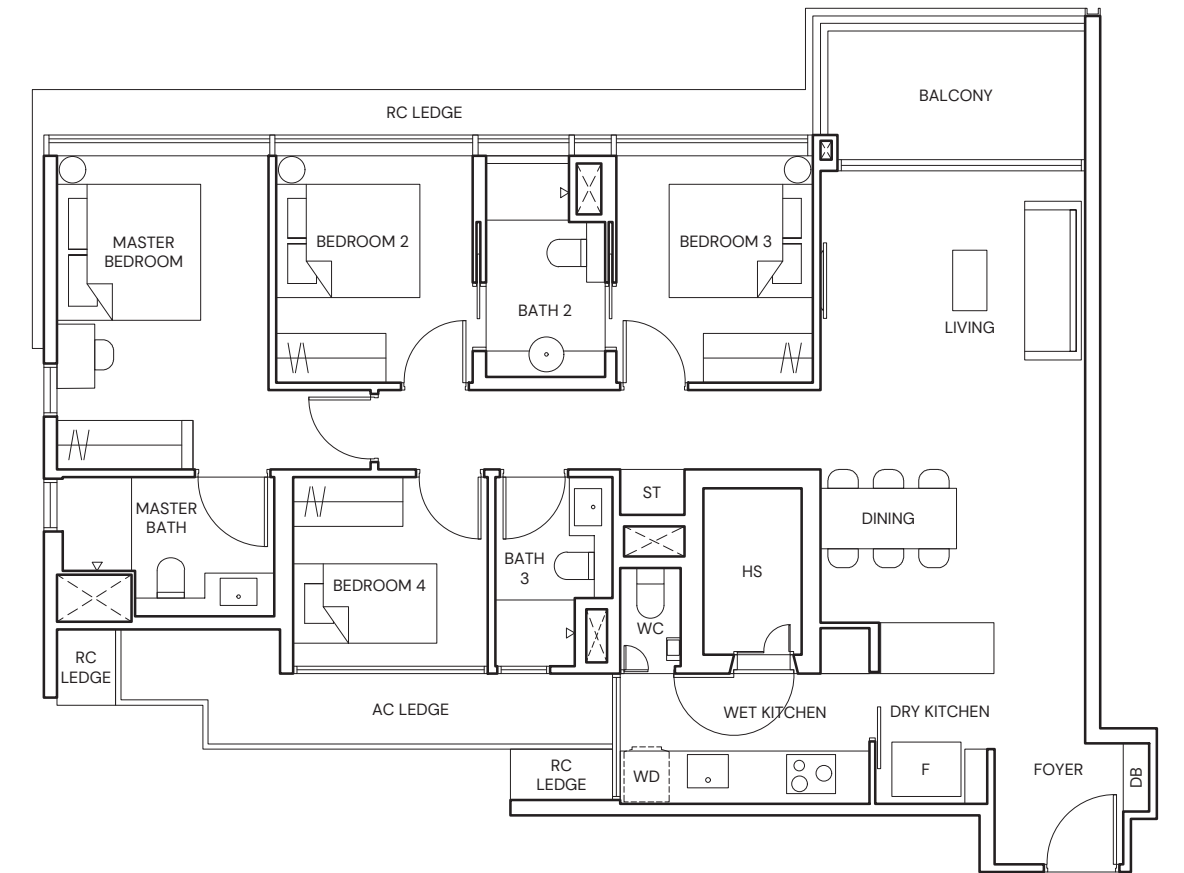 BALCONY
RC LEDGE
MASTER
BEDROOM
BEDROOM 2
BEDROOM 3
BATH 2
LIVING
MASTER
BATH
ST
DINING
BATH
3
BEDROOM 4
HS
WC
RC
LEDGE
AC LEDGE
WET KITCHEN
DRY KITCHEN
RC
LEDGE
WD
F
FOYER
DB